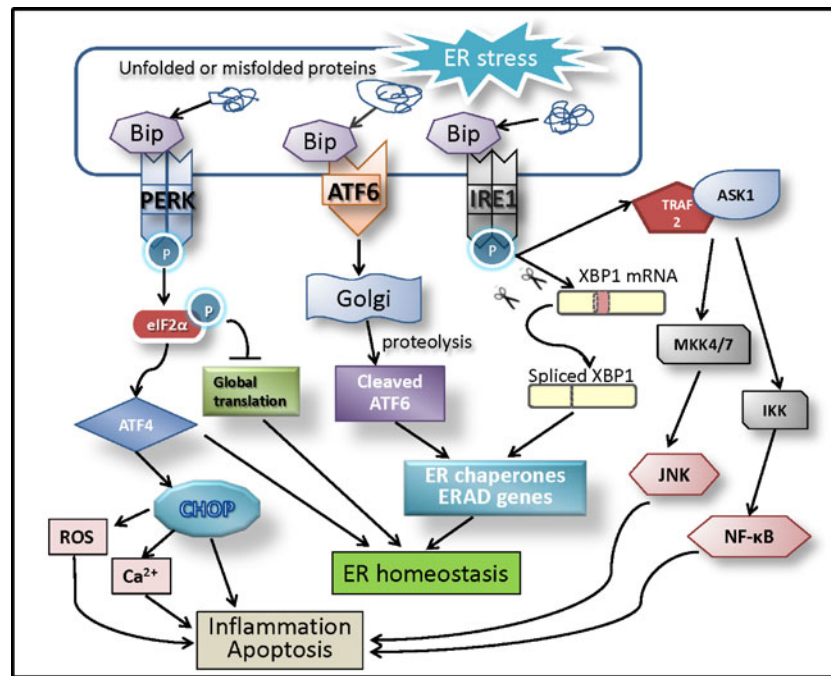 ER stress
Unfolded or misfolded proteins
Bip
Bip
Bip
PERK
ATF6
IRE1
TRAF
2
ASK1
P
P
XBP1 mRNA
Golgi
P
eIF2α
proteolysis
MKK4/7
Global
translation
Cleaved
ATF6
Spliced XBP1
IKK
ATF4
ER chaperones
ERAD genes
JNK
CHOP
ROS
NF-κB
Ca²⁺
ER homeostasis
Inflammation
Apoptosis